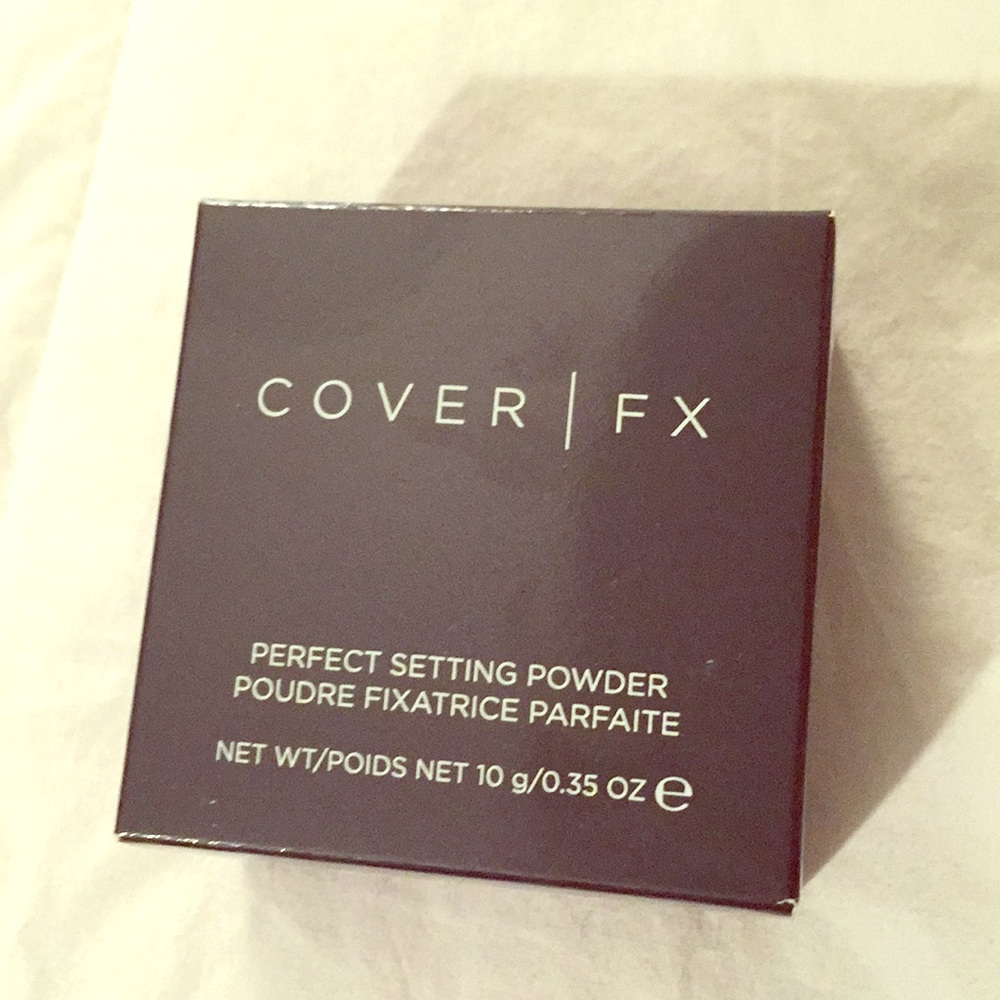 COVER | FX
PERFECT SETTING POWDER
POUDRE FIXATRICE PARFAITE
NET WT/POIDS NET 10 g/0.35 OZ ℮